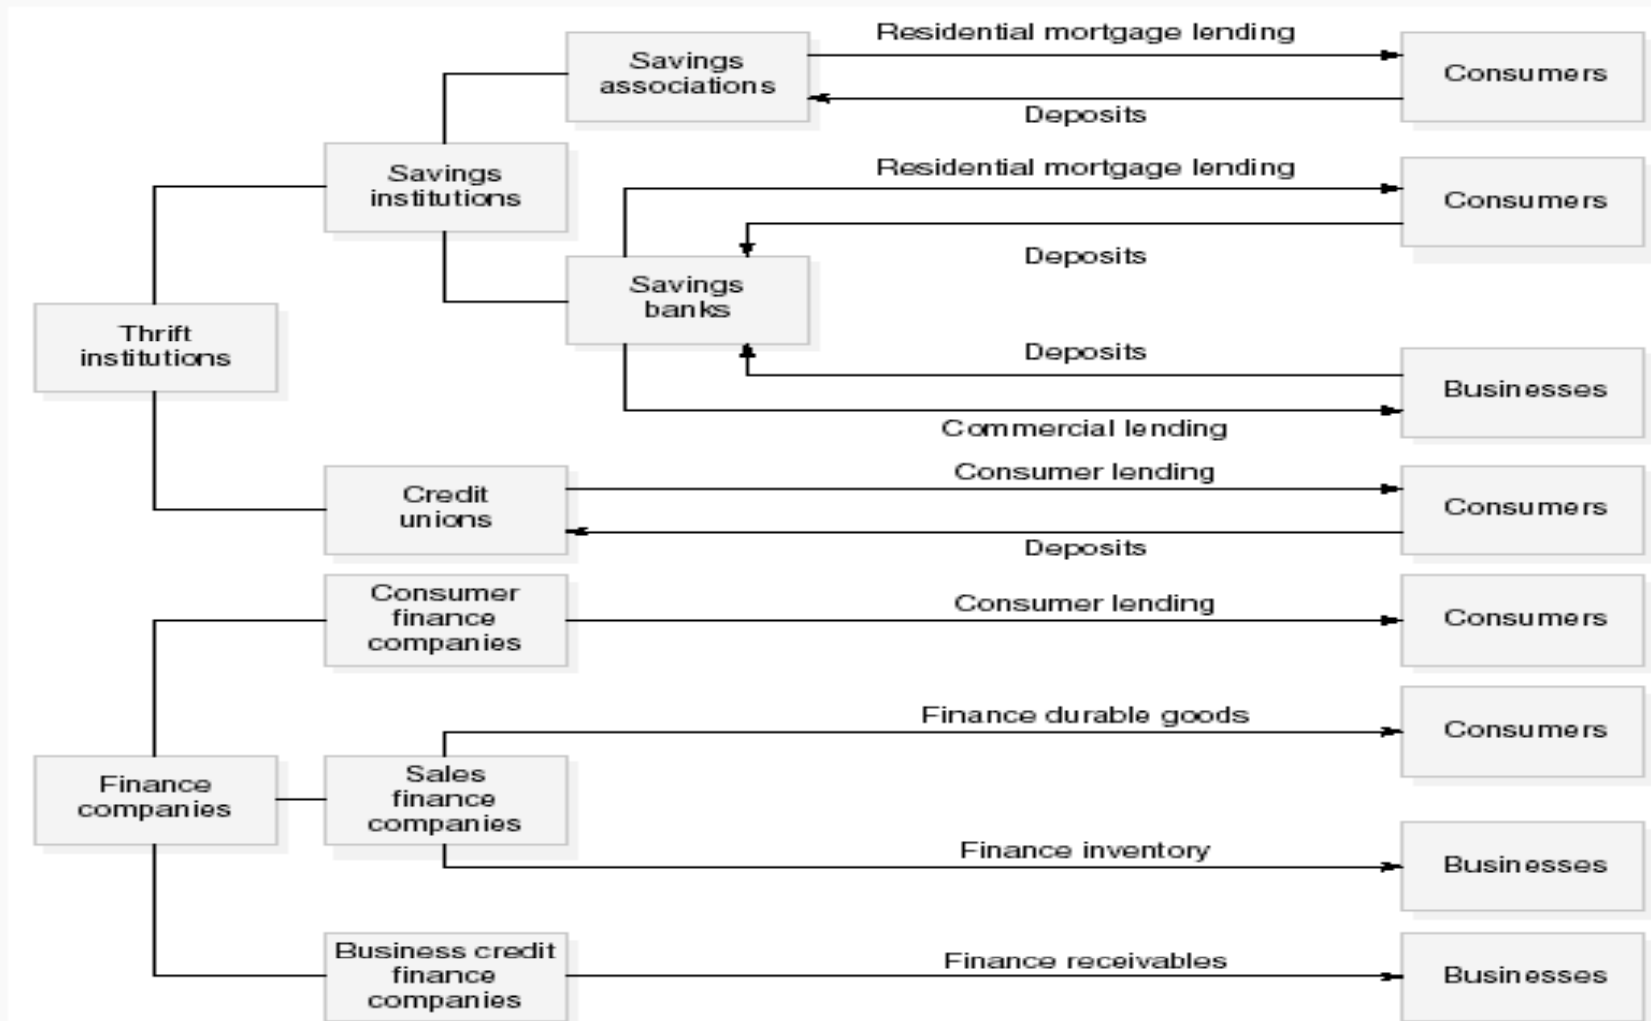 Residential mortgage lending
Savings
associations
Consumers
Deposits
Savings
institutions
Residential mortgage lending
Consumers
Deposits
Savings
banks
Thrift
institutions
Deposits
Businesses
Commercial lending
Credit
unions
Consumer lending
Consumers
Deposits
Consumer
finance
companies
Consumer lending
Consumers
Finance durable goods
Consumers
Finance
companies
Sales
finance
companies
Finance inventory
Businesses
Business credit
finance
companies
Finance receivables
Businesses